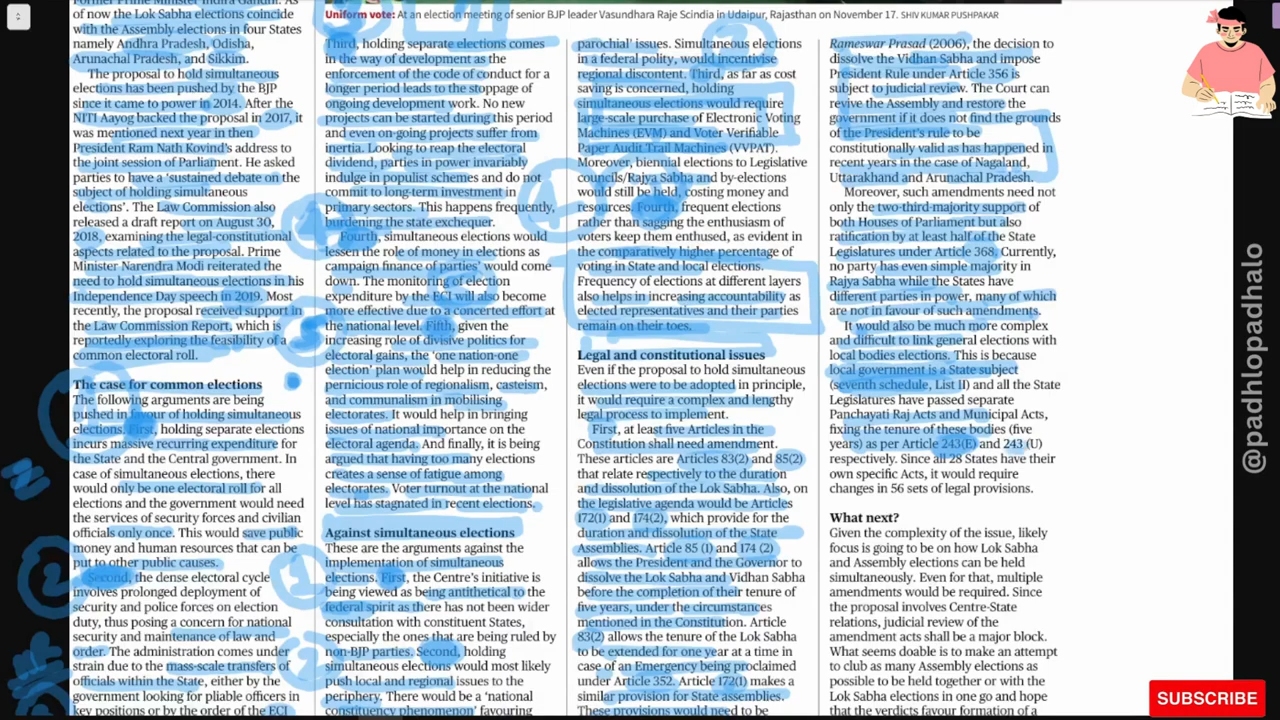 Former Prime Minister Indira Gandhi. As
of now the Lok Sabha elections coincide
with the Assembly elections in four States
namely Andhra Pradesh, Odisha,
Arunachal Pradesh, and Sikkim.
The proposal to hold simultaneous
elections has been pushed by the BJP
since it came to power in 2014. After the
NITI Aayog backed the proposal in 2017, it
was mentioned next year in then
President Ram Nath Kovind's address to
the joint session of Parliament. He asked
parties to have a 'sustained debate on the
subject of holding simultaneous
elections'. The Law Commission also
released a draft report on August 30,
2018, examining the legal-constitutional
aspects related to the proposal. Prime
Minister Narendra Modi reiterated the
need to hold simultaneous elections in his
Independence Day speech in 2019. Most
recently, the proposal received support in
the Law Commission Report, which is
reportedly exploring the feasibility of a
common electoral roll.
The case for common elections
The following arguments are being
pushed in favour of holding simultaneous
elections. First, holding separate elections
incurs massive recurring expenditure for
the State and the Central government. In
case of simultaneous elections, there
would only be one electoral roll for all
elections and the government would need
the services of security forces and civilian
officials only once. This would save public
money and human resources that can be
put to other public causes.
Second, the dense electoral cycle
involves prolonged deployment of
security and police forces on election
duty, thus posing a concern for national
security and maintenance of law and
order. The administration comes under
strain due to the mass-scale transfers of
officials within the State, either by the
government looking for pliable officers in
key positions or by the order of the ECI
Uniform vote: At an election meeting of senior BJP leader Vasundhara Raje Scindia in Udaipur, Rajasthan on November 17. SHIV KUMAR PUSHPAKAR
Third, holding separate elections comes
in the way of development as the
enforcement of the code of conduct for a
longer period leads to the stoppage of
ongoing development work. No new
projects can be started during this period
and even on-going projects suffer from
inertia. Looking to reap the electoral
dividend, parties in power invariably
indulge in populist schemes and do not
commit to long-term investment in
primary sectors. This happens frequently,
burdening the state exchequer.
Fourth, simultaneous elections would
lessen the role of money in elections as
campaign finance of parties' would come
down. The monitoring of election
expenditure by the ECI will also become
more effective due to a concerted effort at
the national level. Fifth, given the
increasing role of divisive politics for
electoral gains, the 'one nation-one
election' plan would help in reducing the
pernicious role of regionalism, casteism,
and communalism in mobilising
electorates. It would help in bringing
issues of national importance on the
electoral agenda. And finally, it is being
argued that having too many elections
creates a sense of fatigue among
electorates. Voter turnout at the national
level has stagnated in recent elections.
Against simultaneous elections
These are the arguments against the
implementation of simultaneous
elections. First, the Centre's initiative is
being viewed as being antithetical to the
federal spirit as there has not been wider
consultation with constituent States,
especially the ones that are being ruled by
non-BJP parties. Second, holding
simultaneous elections would most likely
push local and regional issues to the
periphery. There would be a 'national
constituency phenomenon' favouring
parochial' issues. Simultaneous elections
in a federal polity, would incentivise
regional discontent. Third, as far as cost
saving is concerned, holding
simultaneous elections would require
large-scale purchase of Electronic Voting
Machines (EVM) and Voter Verifiable
Paper Audit Trail Machines (VVPAT).
Moreover, biennial elections to Legislative
councils/Rajya Sabha and by-elections
would still be held, costing money and
resources. Fourth, frequent elections
rather than sagging the enthusiasm of
voters keep them enthused, as evident in
the comparatively higher percentage of
voting in State and local elections.
Frequency of elections at different layers
also helps in increasing accountability as
elected representatives and their parties
remain on their toes.
Legal and constitutional issues
Even if the proposal to hold simultaneous
elections were to be adopted in principle,
it would require a complex and lengthy
legal process to implement.
First, at least five Articles in the
Constitution shall need amendment.
These articles are Articles 83(2) and 85(2)
that relate respectively to the duration
and dissolution of the Lok Sabha. Also, on
the legislative agenda would be Articles
172(1) and 174(2), which provide for the
duration and dissolution of the State
Assemblies. Article 85 (1) and 174 (2)
allows the President and the Governor to
dissolve the Lok Sabha and Vidhan Sabha
before the completion of their tenure of
five years, under the circumstances
mentioned in the Constitution. Article
83(2) allows the tenure of the Lok Sabha
to be extended for one year at a time in
case of an Emergency being proclaimed
under Article 352. Article 172(1) makes a
similar provision for State assemblies.
These provisions would need to be
Rameswar Prasad (2006), the decision to
dissolve the Vidhan Sabha and impose
President Rule under Article 356 is
subject to judicial review. The Court can
revive the Assembly and restore the
government if it does not find the grounds
of the President's rule to be
constitutionally valid as has happened in
recent years in the case of Nagaland,
Uttarakhand and Arunachal Pradesh.
Moreover, such amendments need not
only the two-third-majority support of
both Houses of Parliament but also
ratification by at least half of the State
Legislatures under Article 368. Currently,
no party has even simple majority in
Rajya Sabha while the States have
different parties in power, many of which
are not in favour of such amendments.
It would also be much more complex
and difficult to link general elections with
local bodies elections. This is because
local government is a State subject
(seventh schedule, List II) and all the State
Legislatures have passed separate
Panchayati Raj Acts and Municipal Acts,
fixing the tenure of these bodies (five
years) as per Article 243(E) and 243 (U)
respectively. Since all 28 States have their
own specific Acts, it would require
changes in 56 sets of legal provisions.
What next?
Given the complexity of the issue, likely
focus is going to be on how Lok Sabha
and Assembly elections can be held
simultaneously. Even for that, multiple
amendments would be required. Since
the proposal involves Centre-State
relations, judicial review of the
amendment acts shall be a major block.
What seems doable is to make an attempt
to club as many Assembly elections as
possible to be held together or with the
Lok Sabha elections in one go and hope
that the verdicts favour formation of a
@padhlopadhalo
SUBSCRIBE